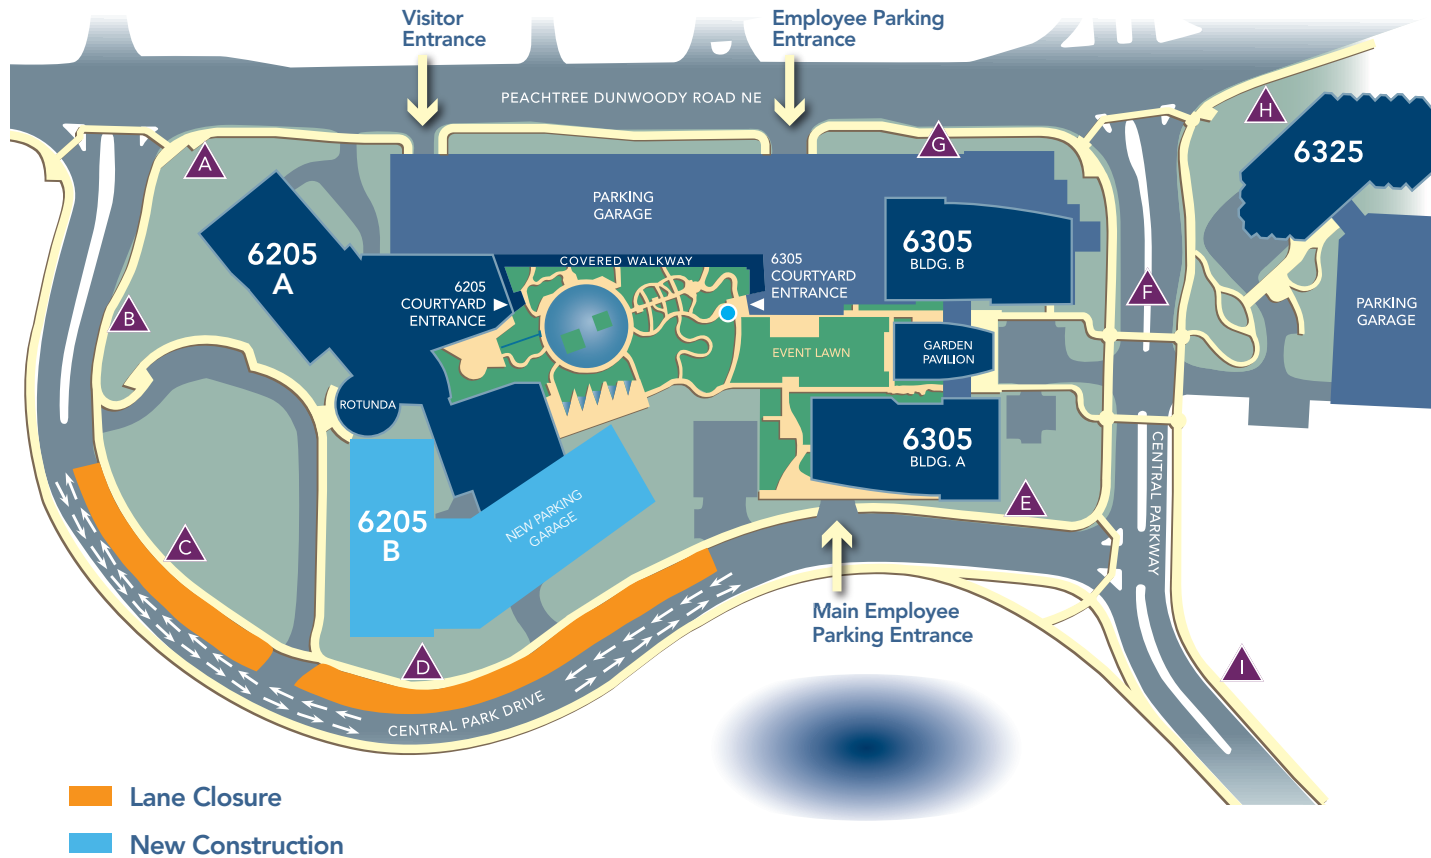 Visitor
Entrance
Employee Parking
Entrance
PEACHTREE DUNWOODY ROAD NE
H
A
G
6325
PARKING
GARAGE
6205
A
6305
BLDG. B
COVERED WALKWAY
6305
COURTYARD
ENTRANCE
6205
COURTYARD
ENTRANCE
F
B
PARKING
GARAGE
EVENT LAWN
GARDEN
PAVILION
ROTUNDA
6305
BLDG. A
CENTRAL PARKWAY
E
NEW PARKING
GARAGE
6205
B
C
Main Employee
Parking Entrance
D
I
CENTRAL PARK DRIVE
Lane Closure
New Construction